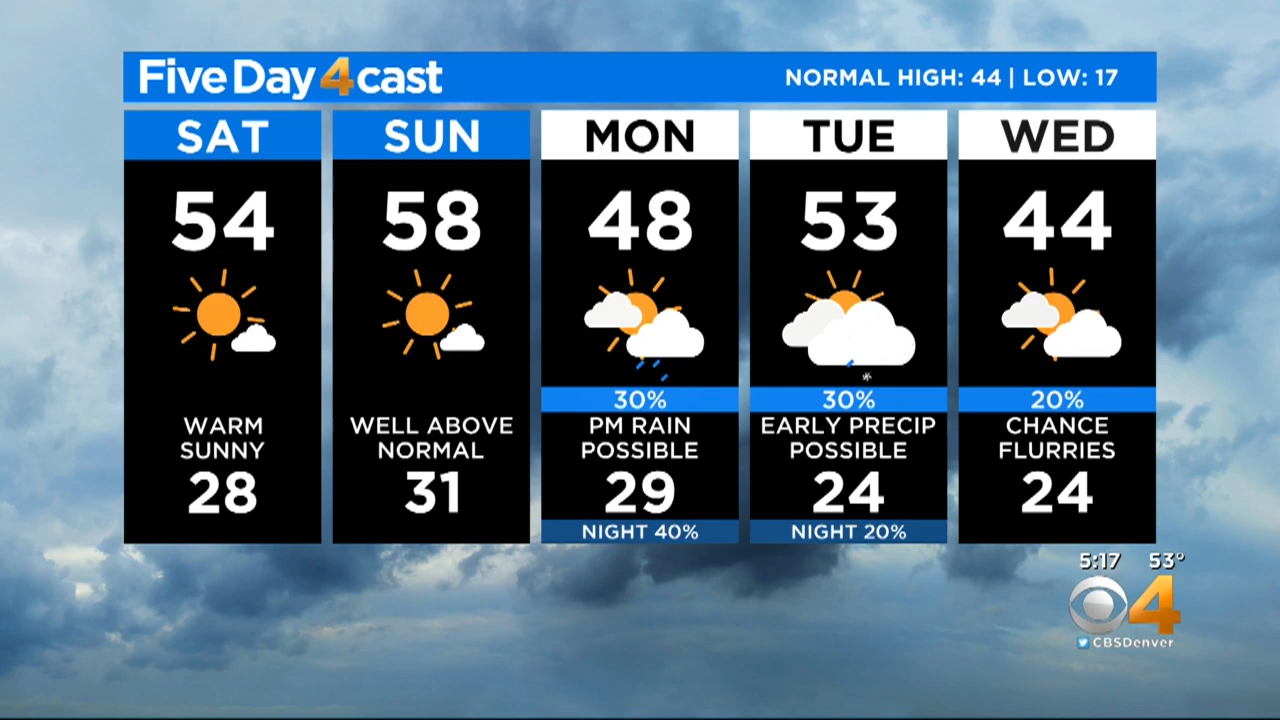 Five Day 4cast
NORMAL HIGH: 44 | LOW: 17
SAT
54
WARM
SUNNY
28
SUN
58
WELL ABOVE
NORMAL
31
MON
48
30%
PM RAIN
POSSIBLE
29
NIGHT 40%
TUE
53
30%
EARLY PRECIP
POSSIBLE
24
NIGHT 20%
WED
44
20%
CHANCE
FLURRIES
24
5:17 53°
4
CBSDenver